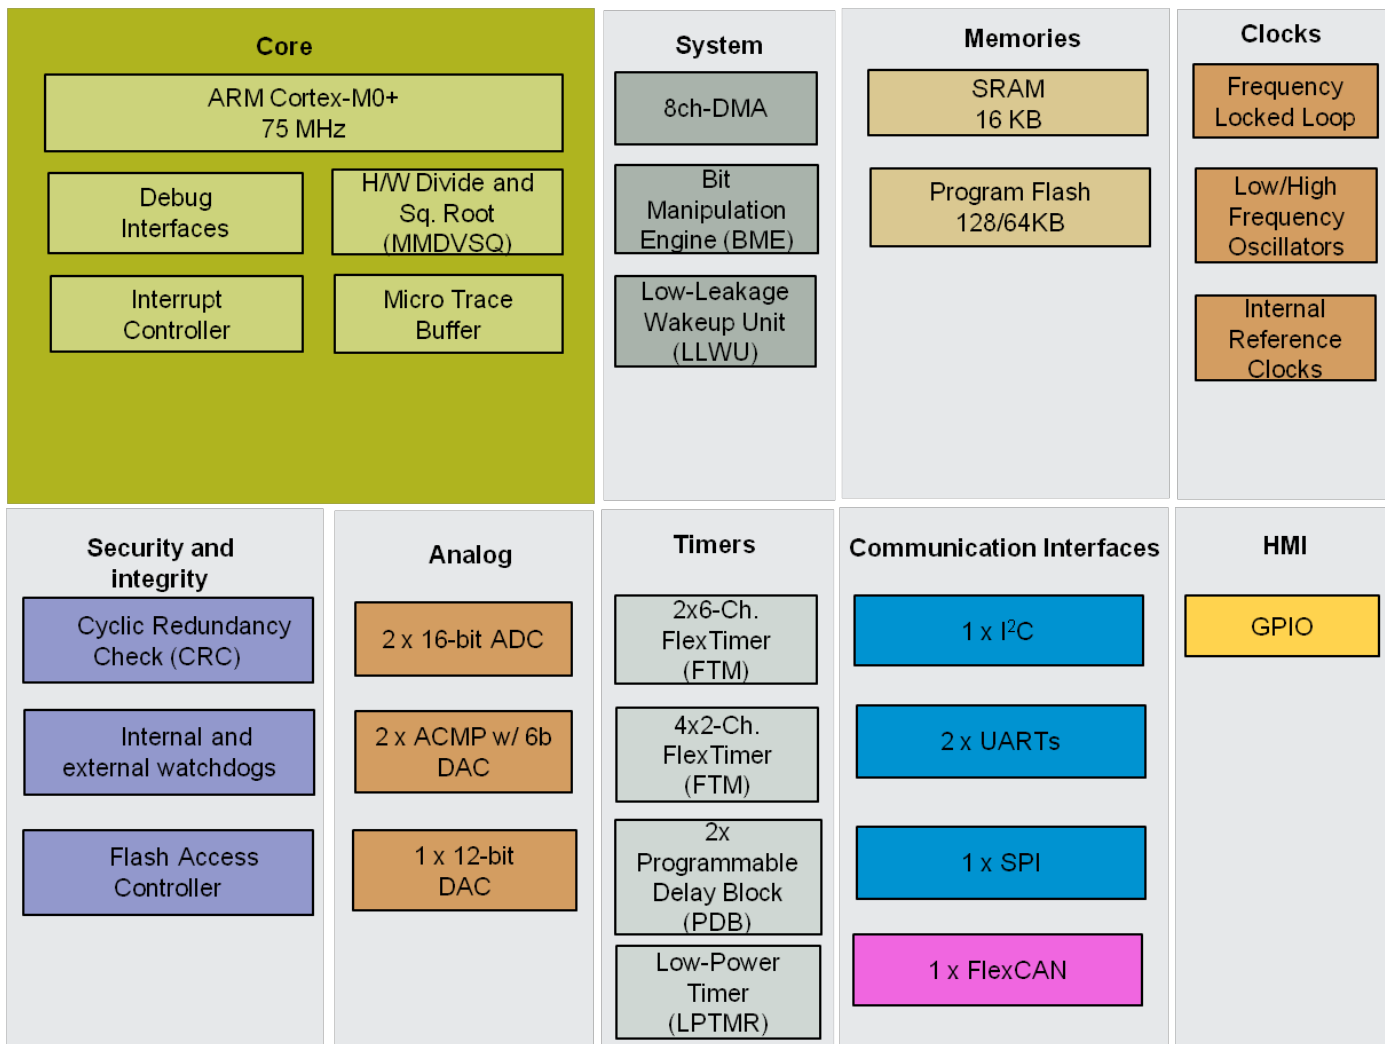 Core
ARM Cortex-M0+
75 MHz
Debug
Interfaces
H/W Divide and
Sq. Root
(MMDVSQ)
Interrupt
Controller
Micro Trace
Buffer
System
8ch-DMA
Bit
Manipulation
Engine (BME)
Low-Leakage
Wakeup Unit
(LLWU)
Memories
SRAM
16 KB
Program Flash
128/64KB
Clocks
Frequency
Locked Loop
Low/High
Frequency
Oscillators
Internal
Reference
Clocks
Security and
integrity
Cyclic Redundancy
Check (CRC)
Internal and
external watchdogs
Flash Access
Controller
Analog
2 x 16-bit ADC
2 x ACMP w/ 6b
DAC
1 x 12-bit
DAC
Timers
2x6-Ch.
FlexTimer
(FTM)
4x2-Ch.
FlexTimer
(FTM)
2x
Programmable
Delay Block
(PDB)
Low-Power
Timer
(LPTMR)
Communication Interfaces
1 x I²C
2 x UARTs
1 x SPI
1 x FlexCAN
HMI
GPIO